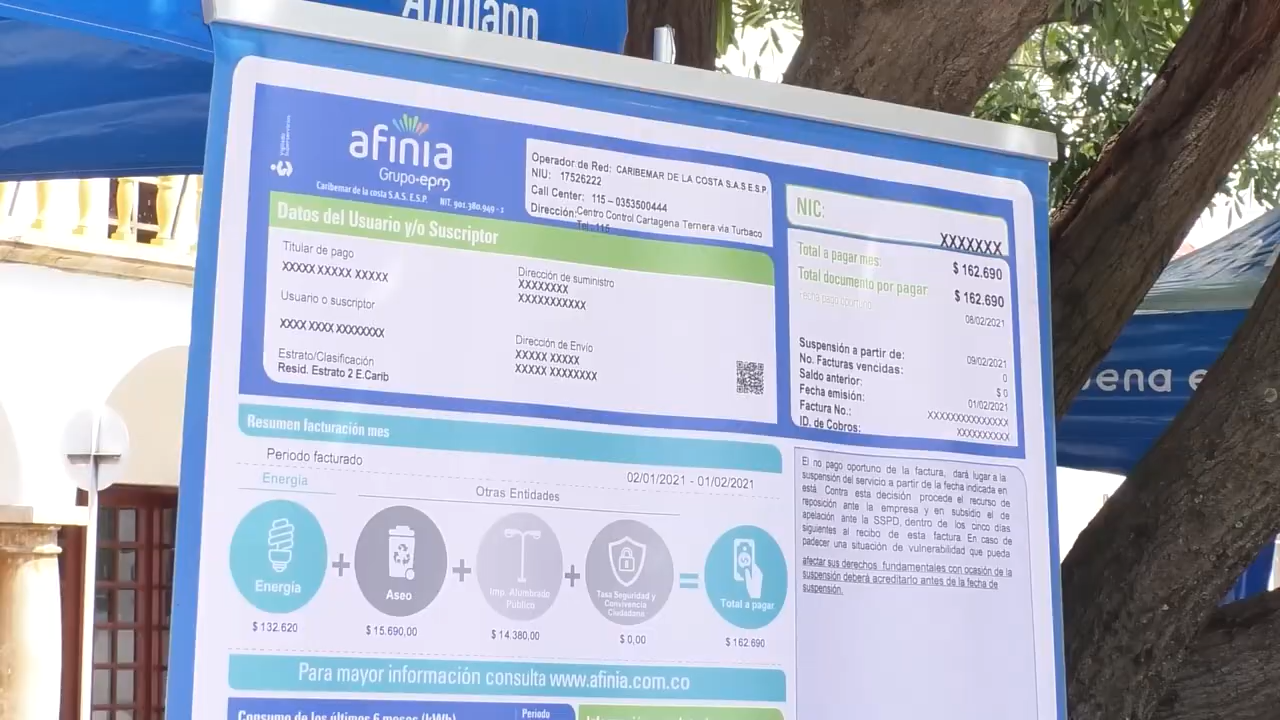 afinia
Grupo-epm
Caribemar de la costa S.A.S. E.S.P. NIT. 901.380.949 - 1
Operador de Red: CARIBEMAR DE LA COSTA S.A.S E.S.P.
NIU: 17526222
Call Center: 115 – 0353500444
Dirección:Centro Control Cartagena Ternera vía Turbaco
Tel: 115
NIC:
XXXXXXX
Datos del Usuario y/o Suscriptor
Titular de pago
XXXXX XXXXX XXXXX
Dirección de suministro
XXXXXXXX
XXXXXXXXXXX
Usuario o suscriptor
XXXX XXXX XXXXXXXX
Dirección de Envío
XXXXX XXXXX
XXXXX XXXXXXXX
Estrato/Clasificación
Resid. Estrato 2 E.Carib
Total a pagar mes: $ 162.690
Total documento por pagar $ 162.690
Fecha pago oportuno 08/02/2021
Suspensión a partir de: 09/02/2021
No. Facturas vencidas: 0
Saldo anterior: $ 0
Fecha emisión: 01/02/2021
Factura No.: XXXXXXXXXXXXXXX
ID. de Cobros: XXXXXXXXXX
Resumen facturación mes
Periodo facturado 02/01/2021 - 01/02/2021
Energía Otras Entidades
Energía + Aseo + Imp. Alumbrado Público + Tasa Seguridad y Convivencia Ciudadana = Total a pagar
$ 132.620 $ 15.690,00 $ 14.380,00 $ 0,00 $ 162.690
El no pago oportuno de la factura, dará lugar a la
suspensión del servicio a partir de la fecha indicada en
está. Contra esta decisión procede el recurso de
reposición ante la empresa y en subsidio el de
apelación ante la SSPD, dentro de los cinco días
siguientes al recibo de esta factura. En caso de
padecer una situación de vulnerabilidad que pueda
afectar sus derechos fundamentales con ocasión de la
suspensión deberá acreditarlo antes de la fecha de
suspensión.
Para mayor información consulta www.afinia.com.co
Consumo de los últimos 6 meses (kWh) Periodo